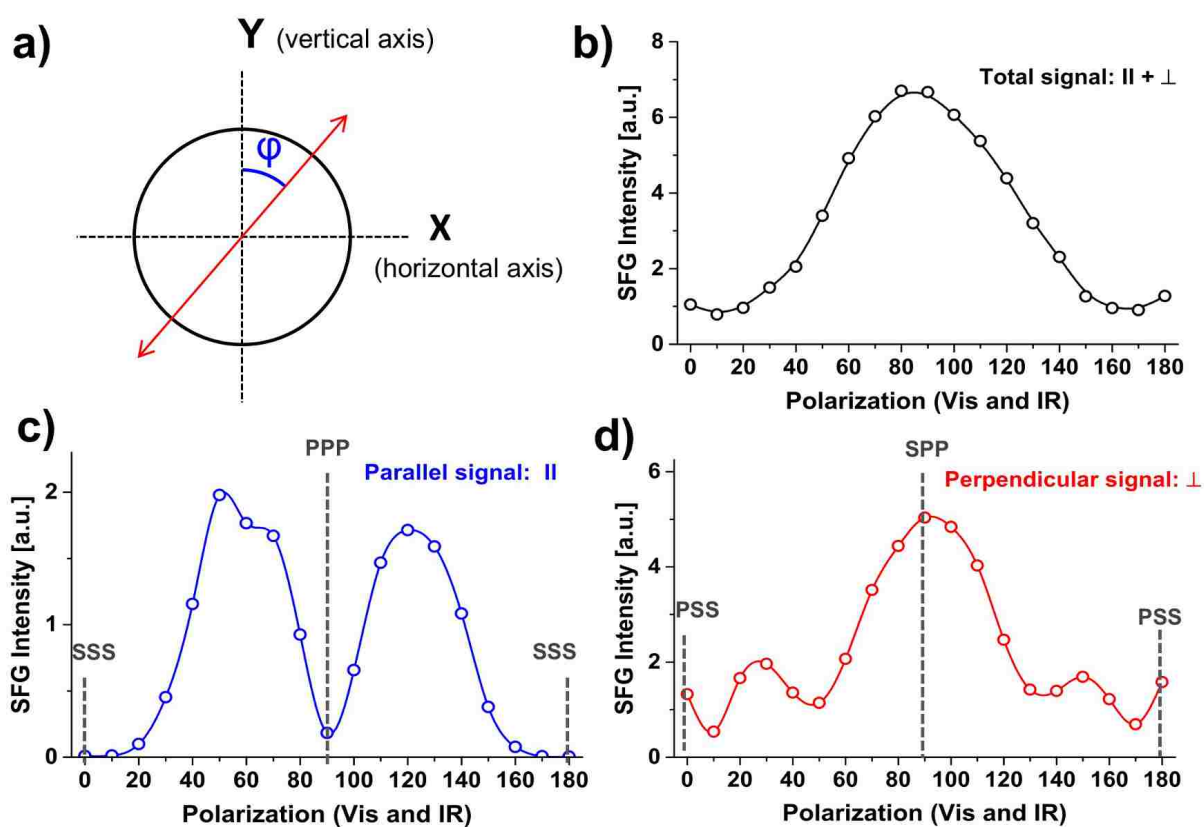 a)
Y (vertical axis)
φ
X
(horizontal axis)
b)
Total signal: II + ⊥
SFG Intensity [a.u.]
8
6
4
2
0
0 20 40 60 80 100 120 140 160 180
Polarization (Vis and IR)
c)
PPP
Parallel signal: II
SSS
SSS
SFG Intensity [a.u.]
2
1
0
0 20 40 60 80 100 120 140 160 180
Polarization (Vis and IR)
d)
SPP
Perpendicular signal: ⊥
PSS
PSS
SFG Intensity [a.u.]
6
4
2
0
0 20 40 60 80 100 120 140 160 180
Polarization (Vis and IR)